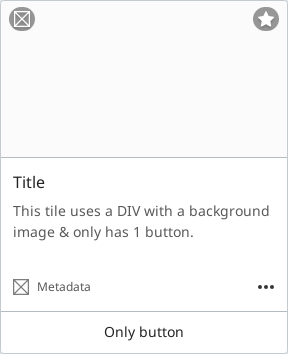 Title
This tile uses a DIV with a background
image & only has 1 button.
Metadata
Only button